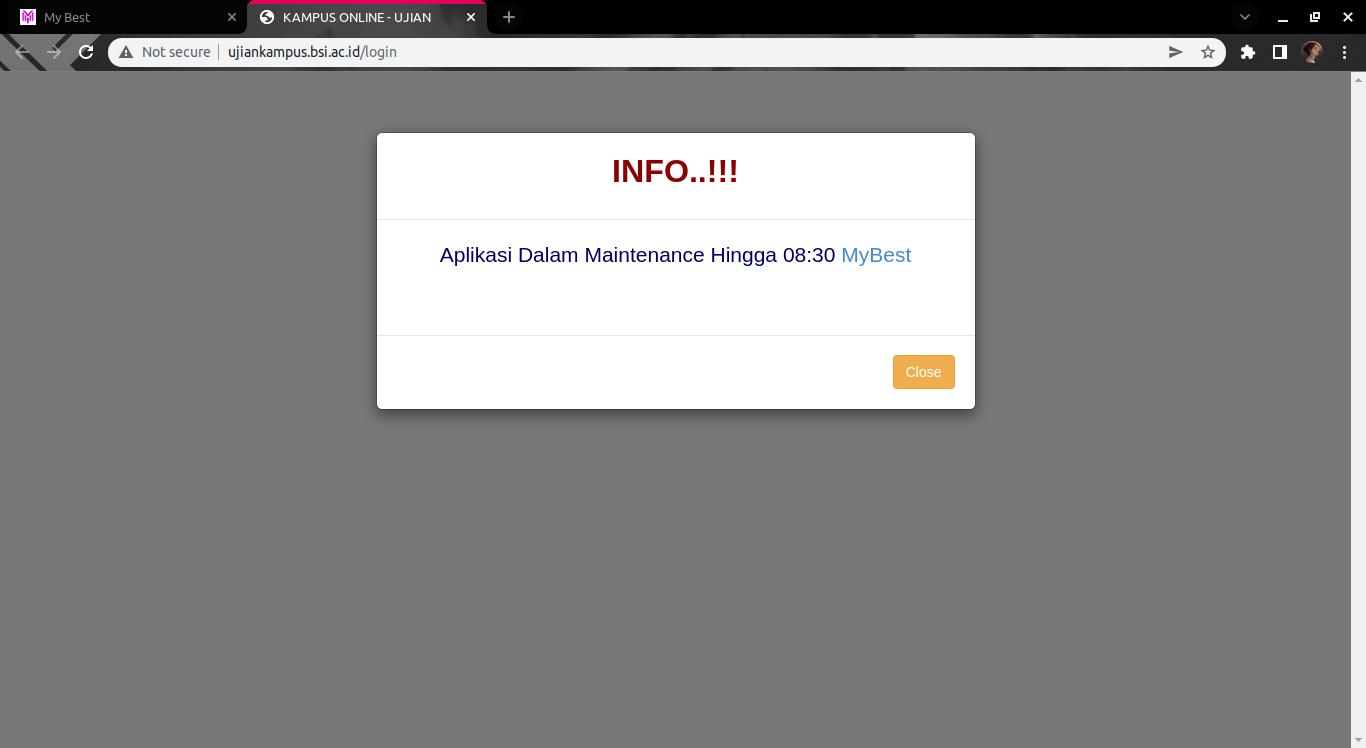 My Best
KAMPUS ONLINE - UJIAN
Not secure
ujiankampus.bsi.ac.id/login
INFO..!!!
Aplikasi Dalam Maintenance Hingga 08:30 MyBest
Close